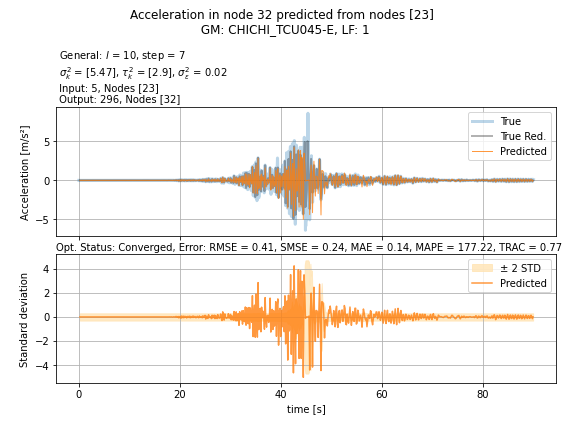 Acceleration in node 32 predicted from nodes [23]
GM: CHICHI_TCU045-E, LF: 1
General: l = 10, step = 7
σ²ₖ = [5.47], τ²ₖ = [2.9], σ²ε = 0.02
Input: 5, Nodes [23]
Output: 296, Nodes [32]
Acceleration [m/s²]
5
0
−5
True
True Red.
Predicted
Opt. Status: Converged, Error: RMSE = 0.41, SMSE = 0.24, MAE = 0.14, MAPE = 177.22, TRAC = 0.77
Standard deviation
4
2
0
−2
−4
± 2 STD
Predicted
0 20 40 60 80
time [s]